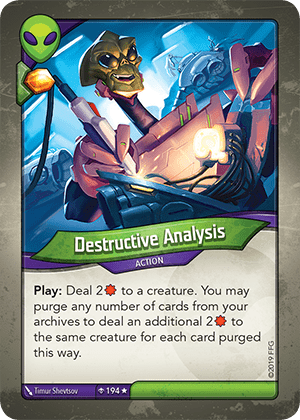 Destructive Analysis
ACTION
Play: Deal 2 to a creature. You may
purge any number of cards from your
archives to deal an additional 2 to
the same creature for each card purged
this way.
©2019 FFG
Timur Shevtsov
194